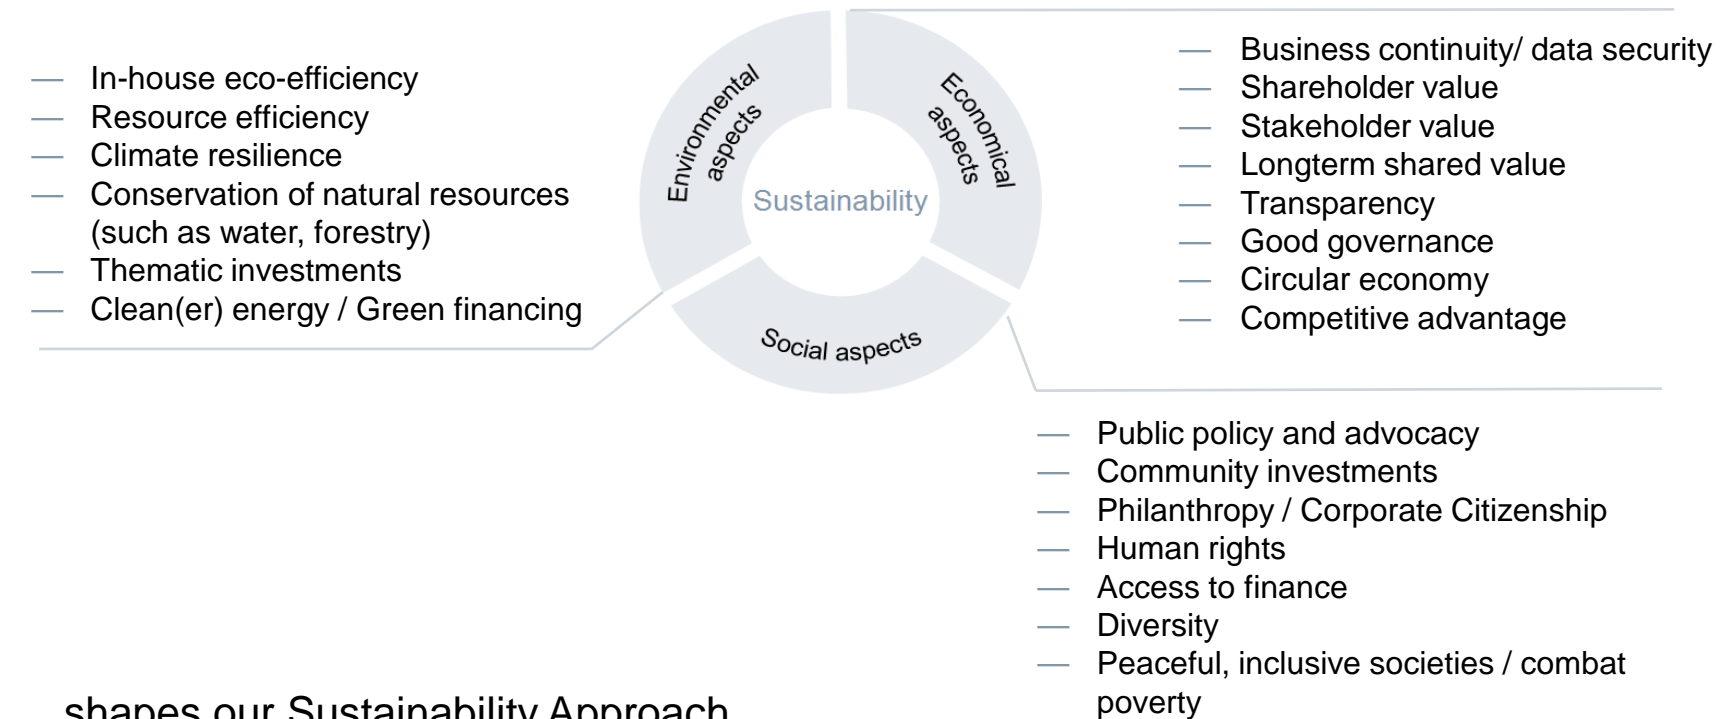 — In-house eco-efficiency
— Resource efficiency
— Climate resilience
— Conservation of natural resources
(such as water, forestry)
— Thematic investments
— Clean(er) energy / Green financing
Environmental
aspects
Economical
aspects
Sustainability
Social aspects
— Business continuity/ data security
— Shareholder value
— Stakeholder value
— Longterm shared value
— Transparency
— Good governance
— Circular economy
— Competitive advantage
— Public policy and advocacy
— Community investments
— Philanthropy / Corporate Citizenship
— Human rights
— Access to finance
— Diversity
— Peaceful, inclusive societies / combat
poverty
shapes our Sustainability Approach